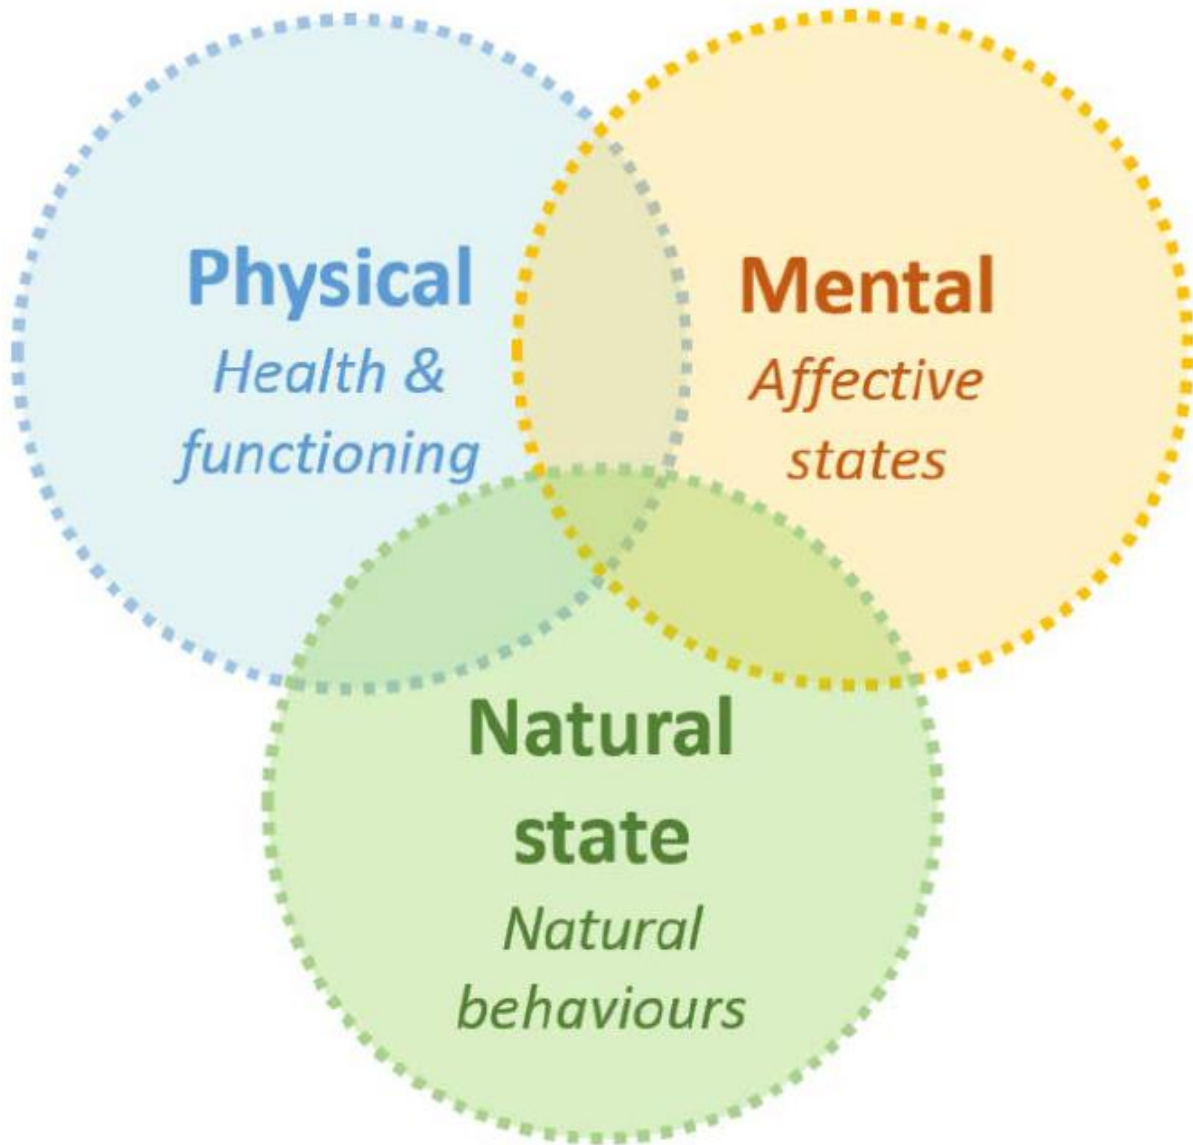 Physical
Health &
functioning
Mental
Affective
states
Natural
state
Natural
behaviours